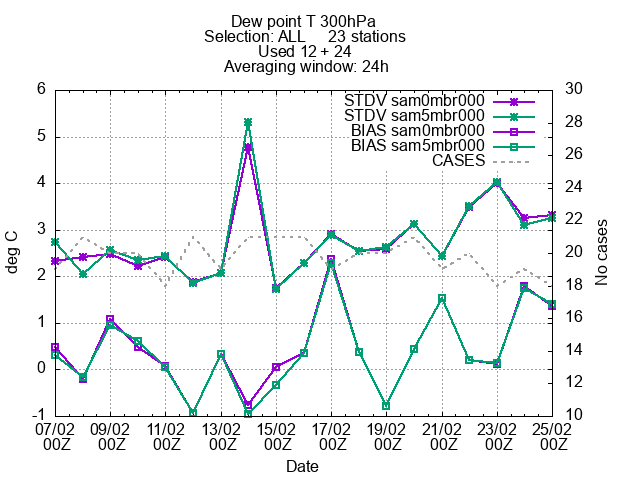 Dew point T 300hPa
Selection: ALL 23 stations
Used 12 + 24
Averaging window: 24h
STDV sam0mbr000
STDV sam5mbr000
BIAS sam0mbr000
BIAS sam5mbr000
CASES
deg C
6
5
4
3
2
1
0
-1
No cases
30
28
26
24
22
20
18
16
14
12
10
07/02 09/02 11/02 13/02 15/02 17/02 19/02 21/02 23/02 25/02
00Z 00Z 00Z 00Z 00Z 00Z 00Z 00Z 00Z 00Z
Date